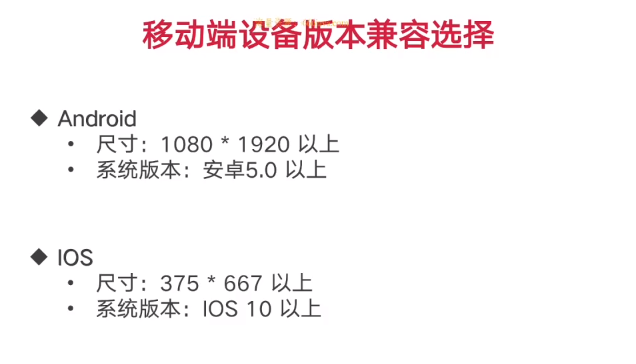 移动端设备版本兼容选择
◆ Android
• 尺寸：1080 * 1920 以上
• 系统版本：安卓5.0 以上
◆ IOS
• 尺寸：375 * 667 以上
• 系统版本：IOS 10 以上